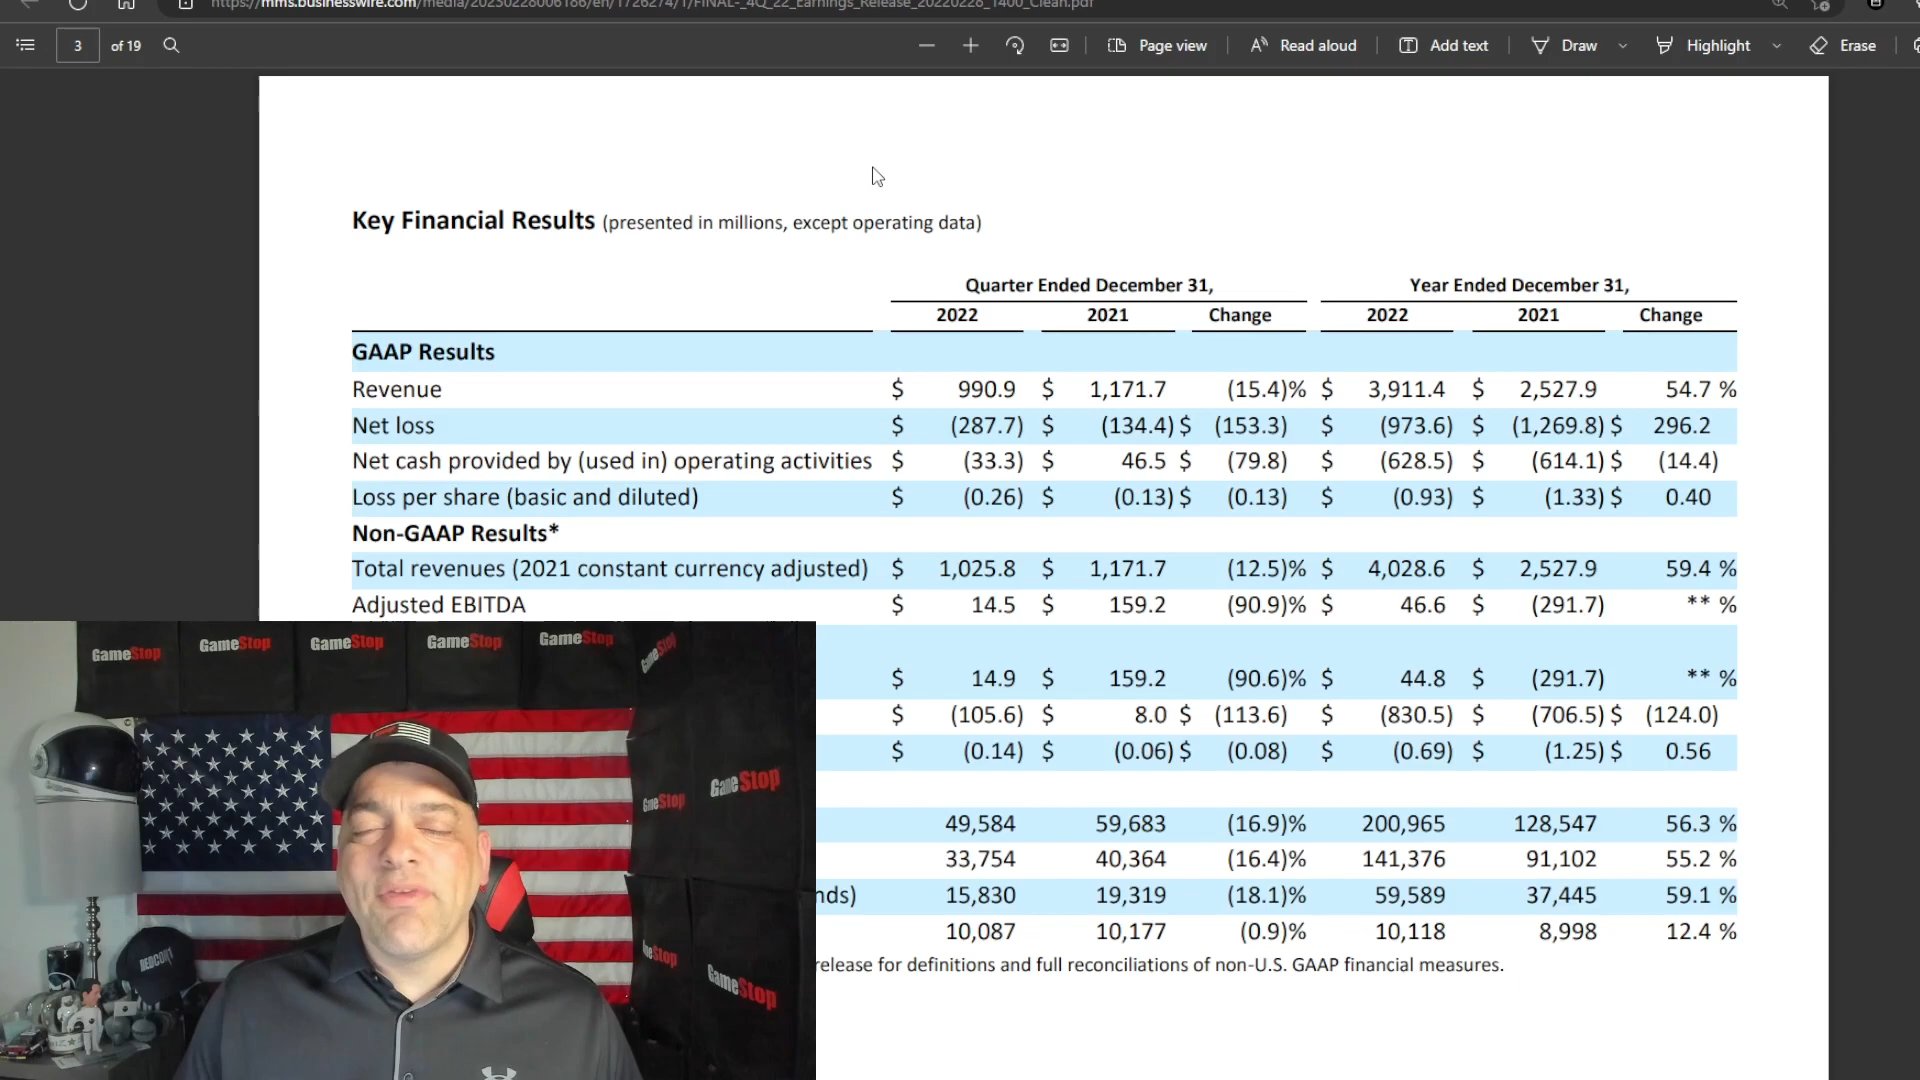 https://mms.businesswire.com/media/20230228006186/en/1726274/1/FINAL-_4Q_22_Earnings_Release_20220228_1400_Clean.pdf
3 of 19 Page view Read aloud Add text Draw Highlight Erase
Key Financial Results (presented in millions, except operating data)
Quarter Ended December 31, Year Ended December 31,
2022 2021 Change 2022 2021 Change
GAAP Results
Revenue $ 990.9 $ 1,171.7 (15.4)% $ 3,911.4 $ 2,527.9 54.7 %
Net loss $ (287.7) $ (134.4) $ (153.3) $ (973.6) $ (1,269.8) $ 296.2
Net cash provided by (used in) operating activities $ (33.3) $ 46.5 $ (79.8) $ (628.5) $ (614.1) $ (14.4)
Loss per share (basic and diluted) $ (0.26) $ (0.13) $ (0.13) $ (0.93) $ (1.33) $ 0.40
Non-GAAP Results*
Total revenues (2021 constant currency adjusted) $ 1,025.8 $ 1,171.7 (12.5)% $ 4,028.6 $ 2,527.9 59.4 %
Adjusted EBITDA $ 14.5 $ 159.2 (90.9)% $ 46.6 $ (291.7) ** %
$ 14.9 $ 159.2 (90.6)% $ 44.8 $ (291.7) ** %
$ (105.6) $ 8.0 $ (113.6) $ (830.5) $ (706.5) $ (124.0)
$ (0.14) $ (0.06) $ (0.08) $ (0.69) $ (1.25) $ 0.56
49,584 59,683 (16.9)% 200,965 128,547 56.3 %
33,754 40,364 (16.4)% 141,376 91,102 55.2 %
nds) 15,830 19,319 (18.1)% 59,589 37,445 59.1 %
10,087 10,177 (0.9)% 10,118 8,998 12.4 %
elease for definitions and full reconciliations of non-U.S. GAAP financial measures.
GameStop GameStop GameStop GameStop GameStop GameStop
GameStop GameStop
GameStop
GameStop
REDCON1